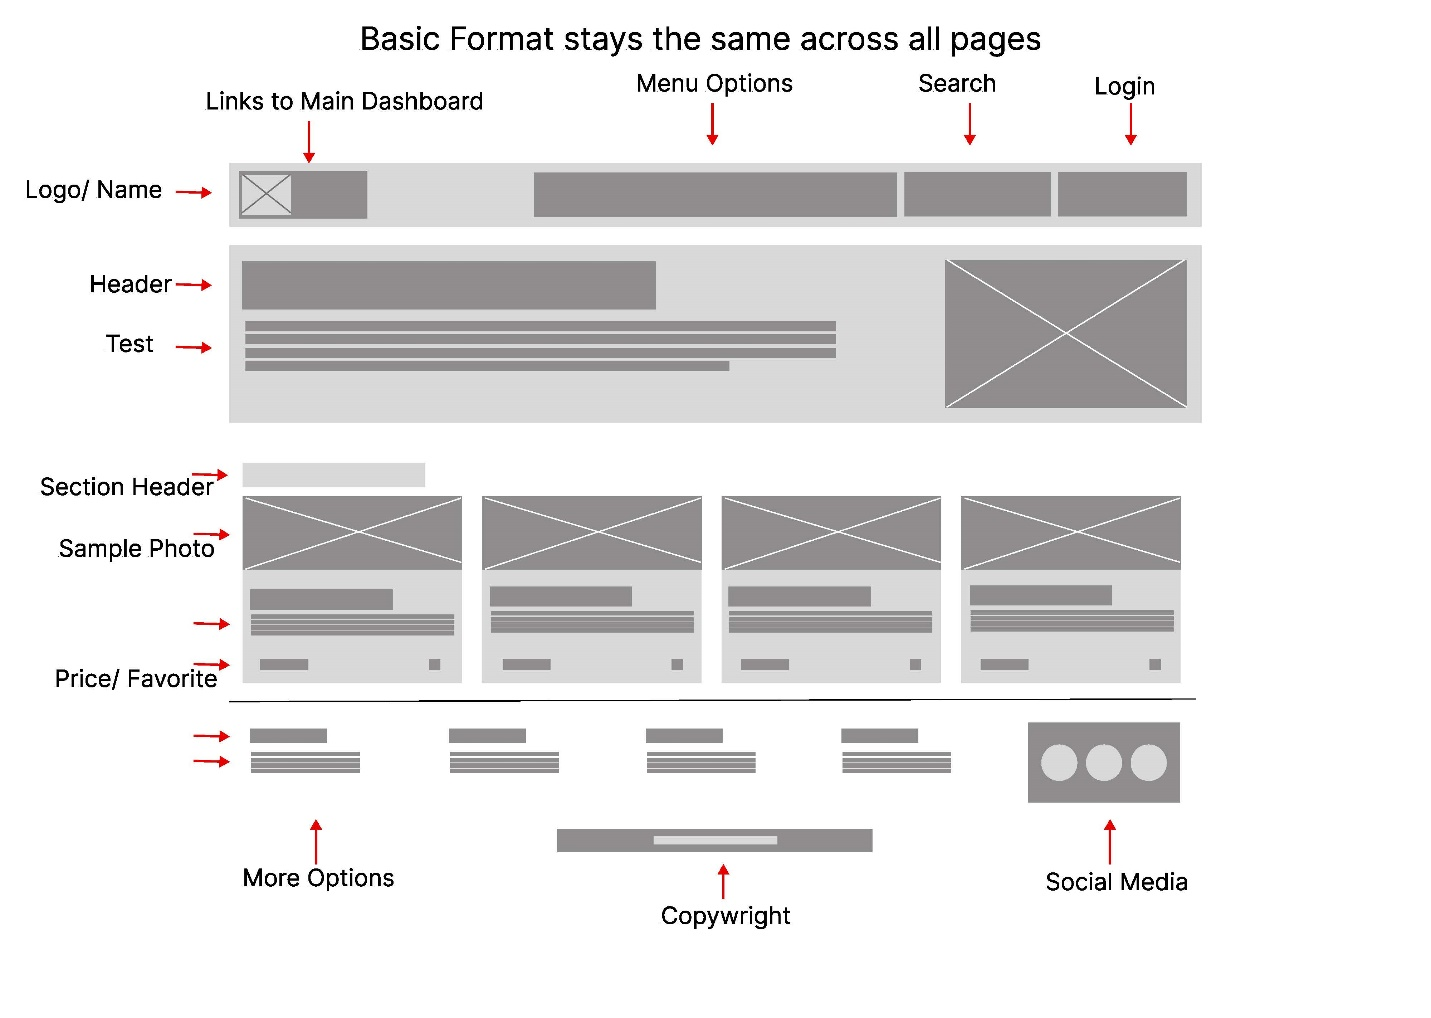 Basic Format stays the same across all pages
Links to Main Dashboard
Menu Options
Search
Login
Logo/ Name
Header
Test
Section Header
Sample Photo
Price/ Favorite
More Options
Copywright
Social Media